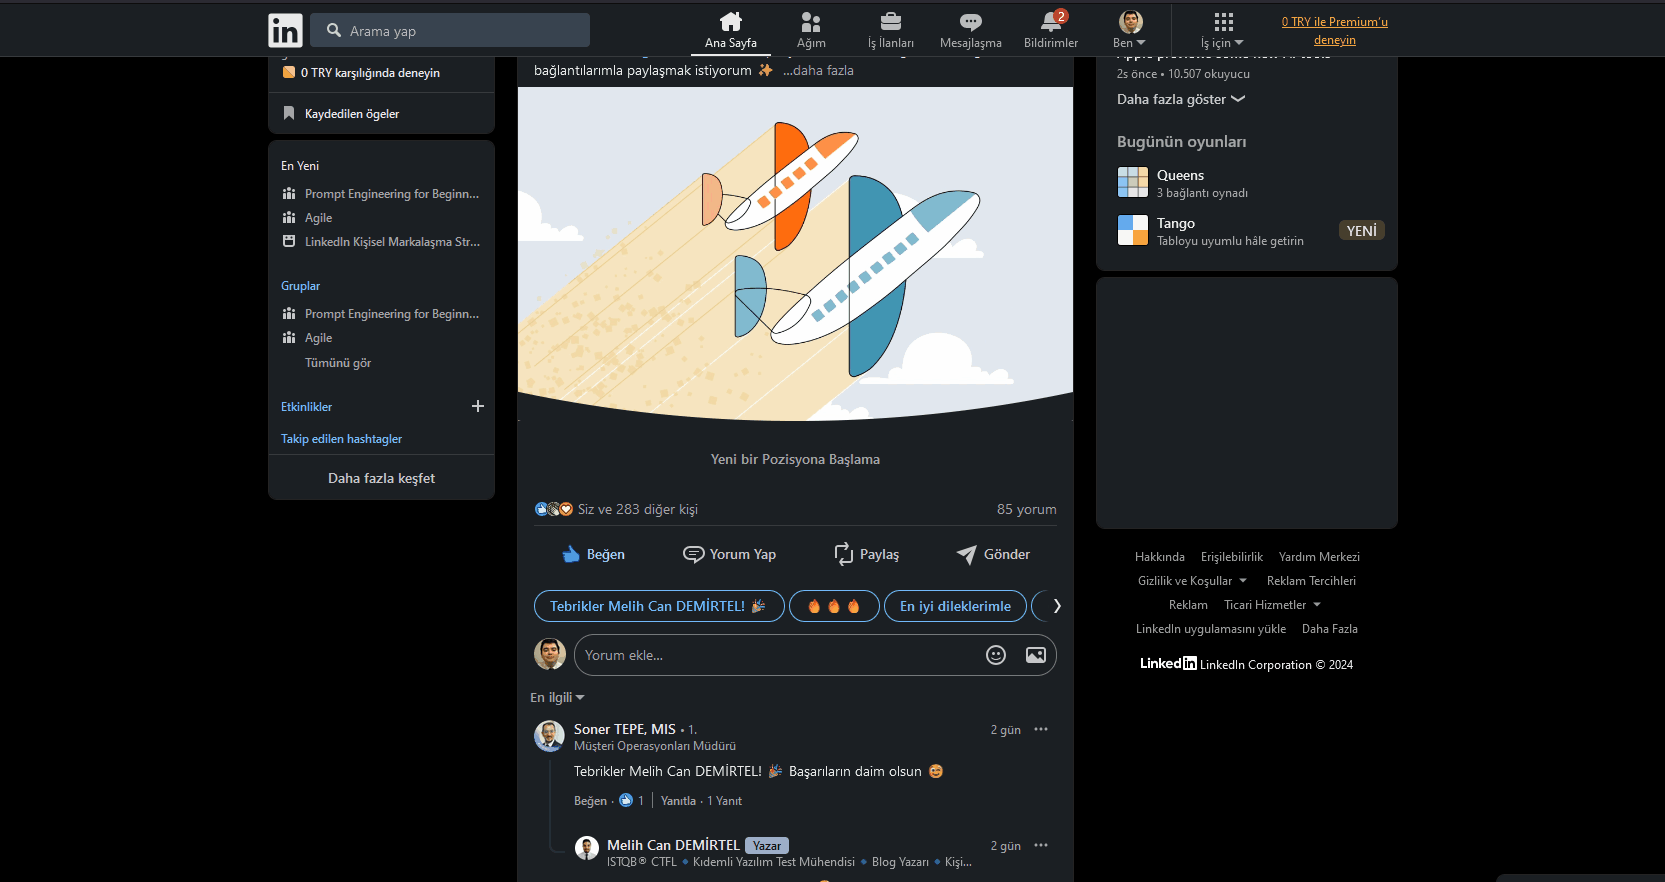 in
Arama yap
Ana Sayfa
Ağım
İş İlanları
Mesajlaşma
2
Bildirimler
Ben
İş için
0 TRY ile Premium'u
deneyin
0 TRY karşılığında deneyin
Kaydedilen ögeler
En Yeni
Prompt Engineering for Beginn...
Agile
LinkedIn Kişisel Markalaşma Str...
Gruplar
Prompt Engineering for Beginn...
Agile
Tümünü gör
Etkinlikler
Takip edilen hashtagler
Daha fazla keşfet
bağlantılarımla paylaşmak istiyorum ✨ ...daha fazla
Yeni bir Pozisyona Başlama
Siz ve 283 diğer kişi
85 yorum
Beğen
Yorum Yap
Paylaş
Gönder
Tebrikler Melih Can DEMİRTEL! 🎉
🔥 🔥 🔥
En iyi dileklerimle
Yorum ekle...
En ilgili
Soner TEPE, MIS • 1.
2 gün
Müşteri Operasyonları Müdürü
Tebrikler Melih Can DEMİRTEL! 🎉 Başarıların daim olsun 😊
Beğen · 1 | Yanıtla · 1 Yanıt
Melih Can DEMİRTEL Yazar
2 gün
ISTQB® CTFL 🔹 Kıdemli Yazılım Test Mühendisi 🔹 Blog Yazarı 🔹 Kişi...
2s önce • 10.507 okuyucu
Daha fazla göster
Bugünün oyunları
Queens
3 bağlantı oynadı
Tango
Tabloyu uyumlu hâle getirin
YENİ
Hakkında Erişilebilirlik Yardım Merkezi
Gizlilik ve Koşullar Reklam Tercihleri
Reklam Ticari Hizmetler
LinkedIn uygulamasını yükle Daha Fazla
LinkedIn LinkedIn Corporation © 2024